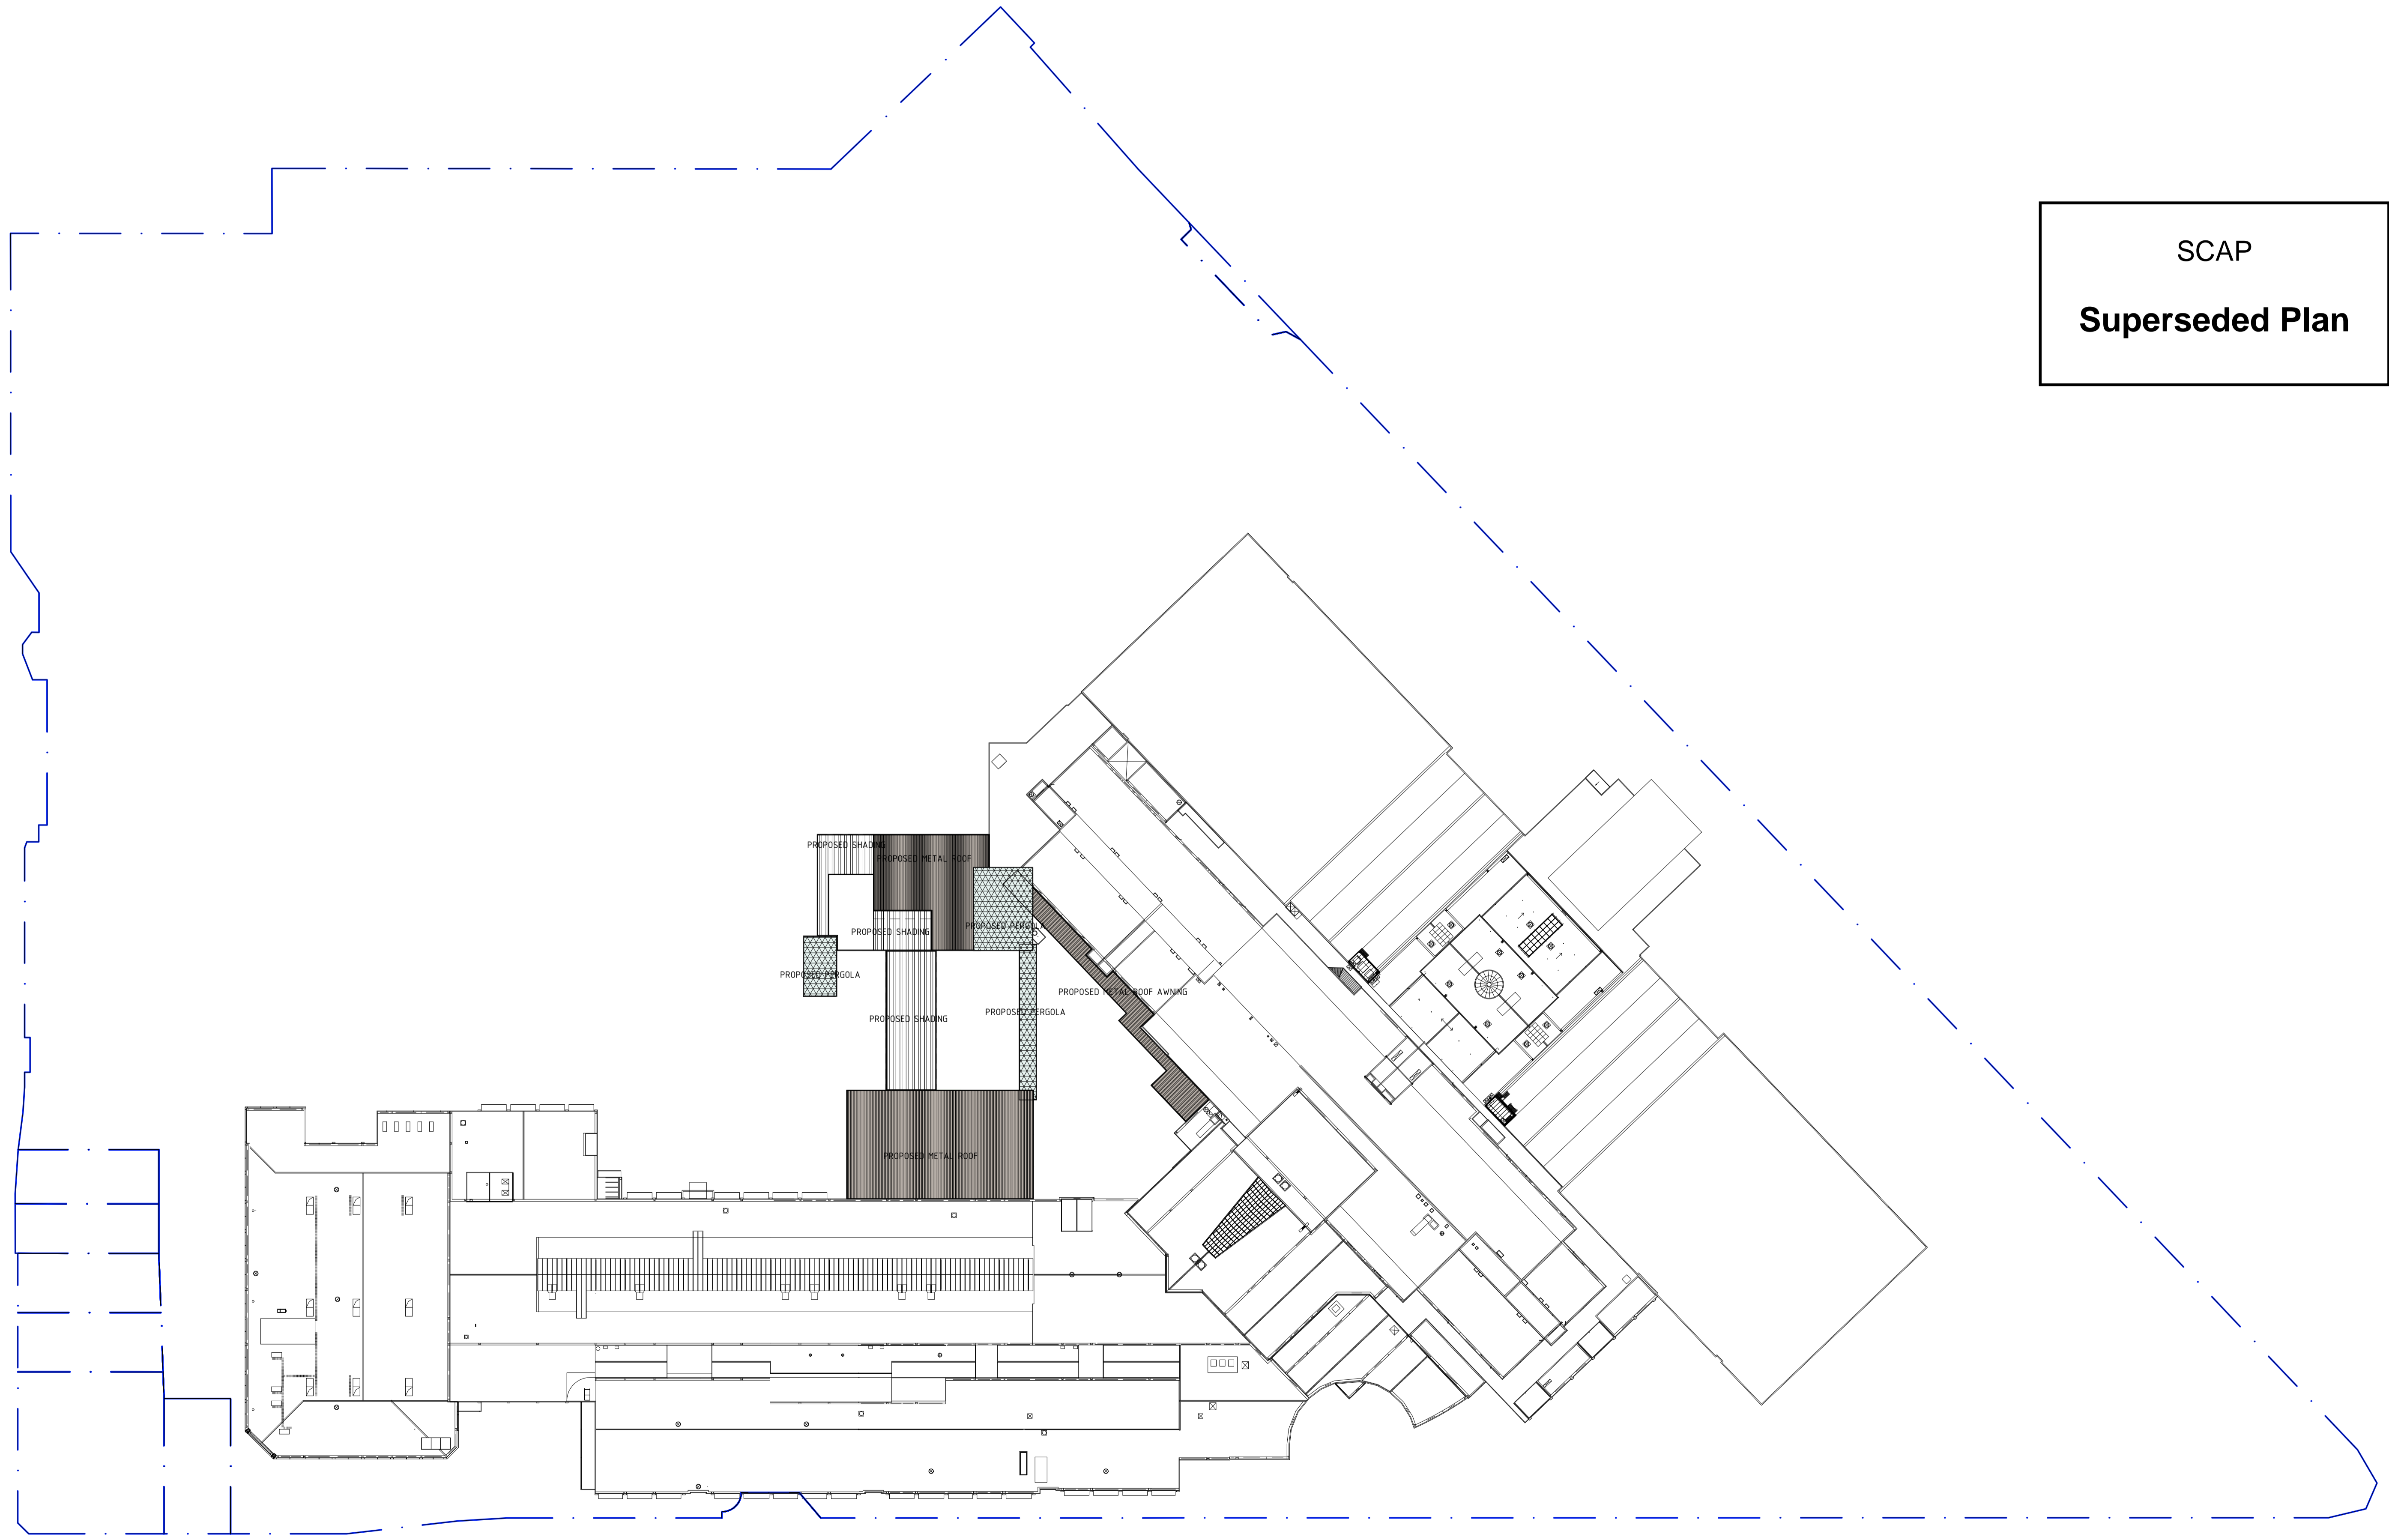 SCAP
Superseded Plan
PROPOSED SHADING
PROPOSED METAL ROOF
PROPOSED PERGOLA
PROPOSED SHADING
PROPOSED PERGOLA
PROPOSED METAL ROOF AWNING
PROPOSED PERGOLA
PROPOSED SHADING
PROPOSED METAL ROOF